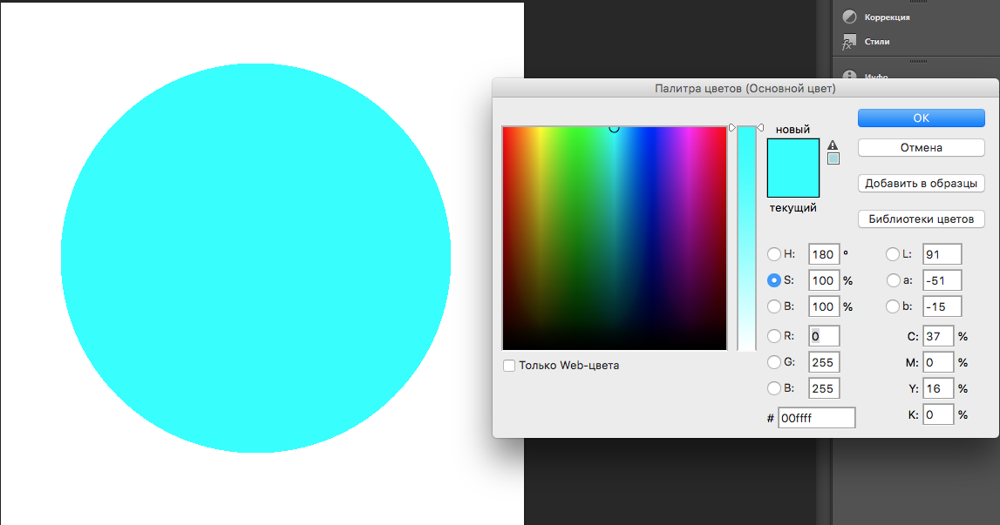 Коррекция
Стили
Инфо
Палитра цветов (Основной цвет)
новый
текущий
OK
Отмена
Добавить в образцы
Библиотеки цветов
H: 180 °
S: 100 %
B: 100 %
R: 0
G: 255
B: 255
# 00ffff
L: 91
a: -51
b: -15
C: 37 %
M: 0 %
Y: 16 %
K: 0 %
Только Web-цвета